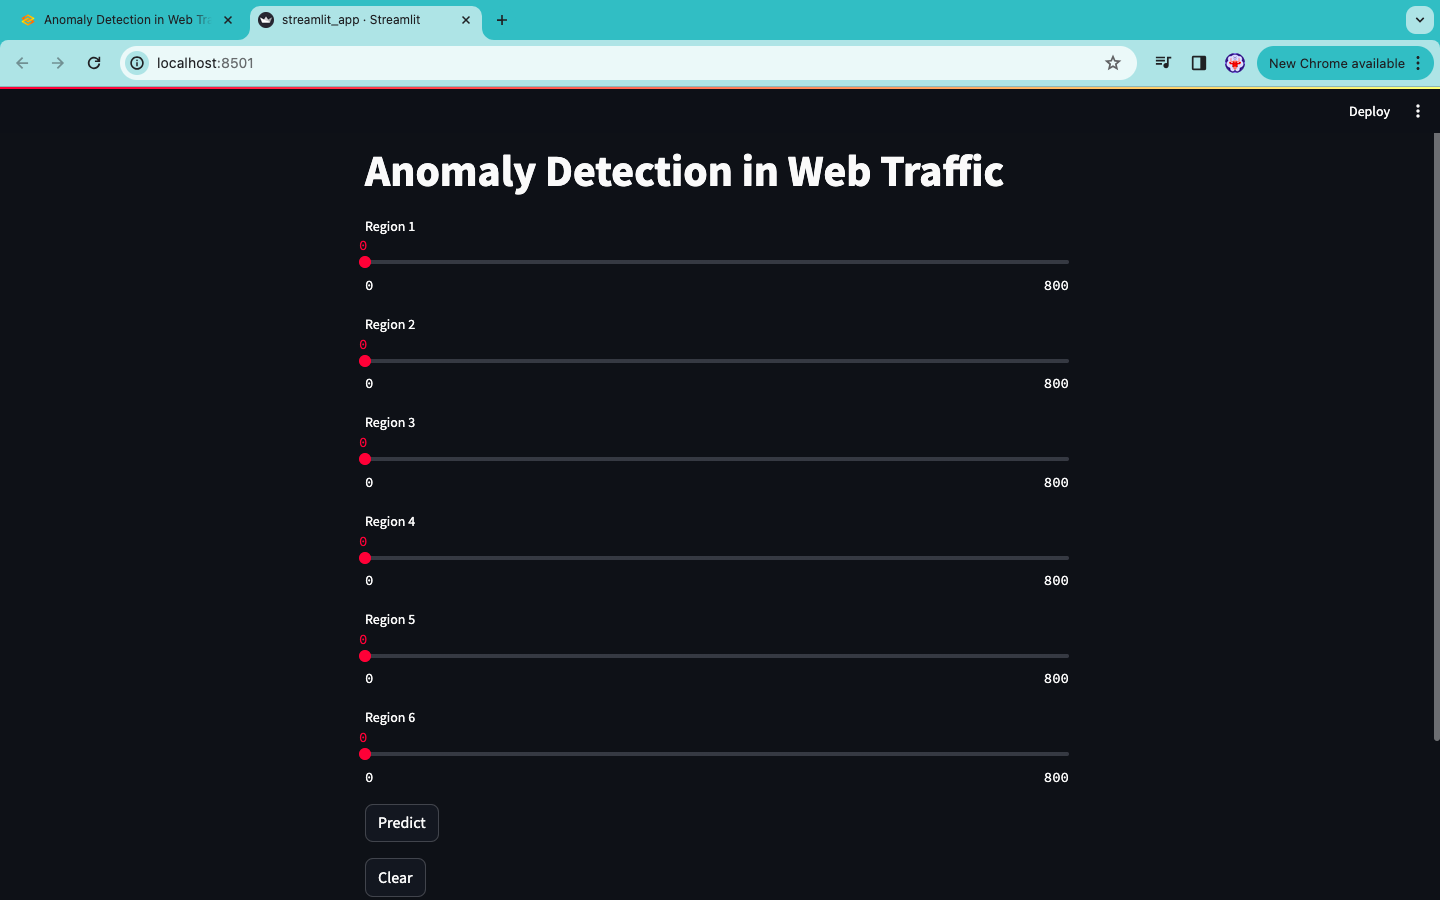 Anomaly Detection in Web Tr
streamlit_app · Streamlit
localhost:8501
New Chrome available
Deploy
Anomaly Detection in Web Traffic
Region 1
0
0 800
Region 2
0
0 800
Region 3
0
0 800
Region 4
0
0 800
Region 5
0
0 800
Region 6
0
0 800
Predict
Clear